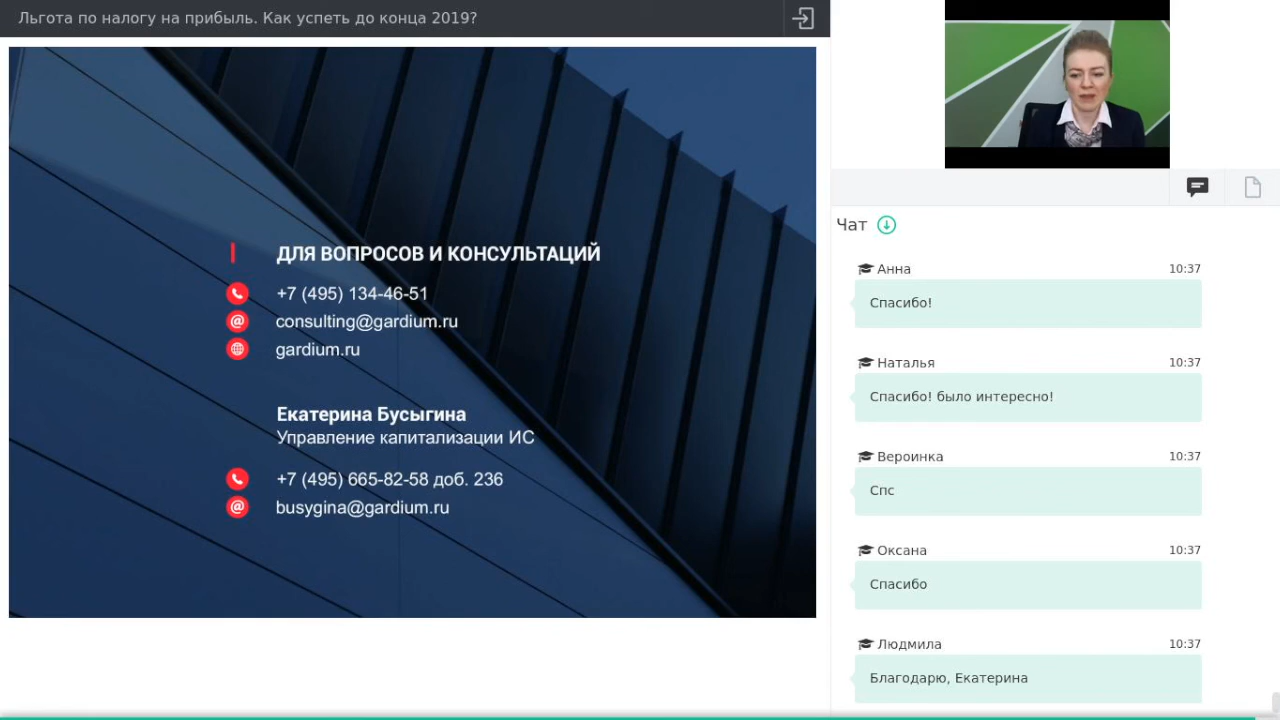 Льгота по налогу на прибыль. Как успеть до конца 2019?
ДЛЯ ВОПРОСОВ И КОНСУЛЬТАЦИЙ
+7 (495) 134-46-51
consulting@gardium.ru
gardium.ru
Екатерина Бусыгина
Управление капитализации ИС
+7 (495) 665-82-58 доб. 236
busygina@gardium.ru
Чат
Анна 10:37
Спасибо!
Наталья 10:37
Спасибо! было интересно!
Вероинка 10:37
Спс
Оксана 10:37
Спасибо
Людмила 10:37
Благодарю, Екатерина